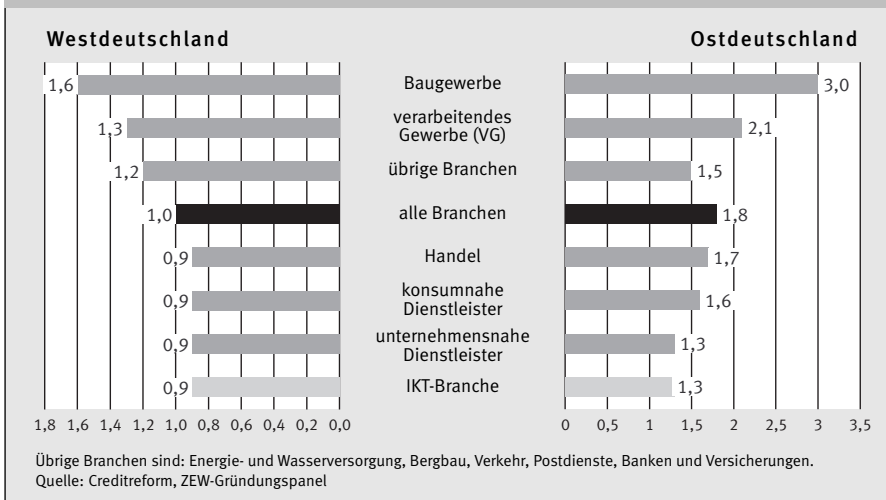 Westdeutschland
Ostdeutschland
1,6
Baugewerbe
3,0
1,3
verarbeitendes
Gewerbe (VG)
2,1
1,2
übrige Branchen
1,5
1,0
alle Branchen
1,8
0,9
Handel
1,7
0,9
konsumnahe
Dienstleister
1,6
0,9
unternehmensnahe
Dienstleister
1,3
0,9
IKT-Branche
1,3
1,8 1,6 1,4 1,2 1,0 0,8 0,6 0,4 0,2 0,0
0 0,5 1 1,5 2 2,5 3 3,5
Übrige Branchen sind: Energie- und Wasserversorgung, Bergbau, Verkehr, Postdienste, Banken und Versicherungen.
Quelle: Creditreform, ZEW-Gründungspanel